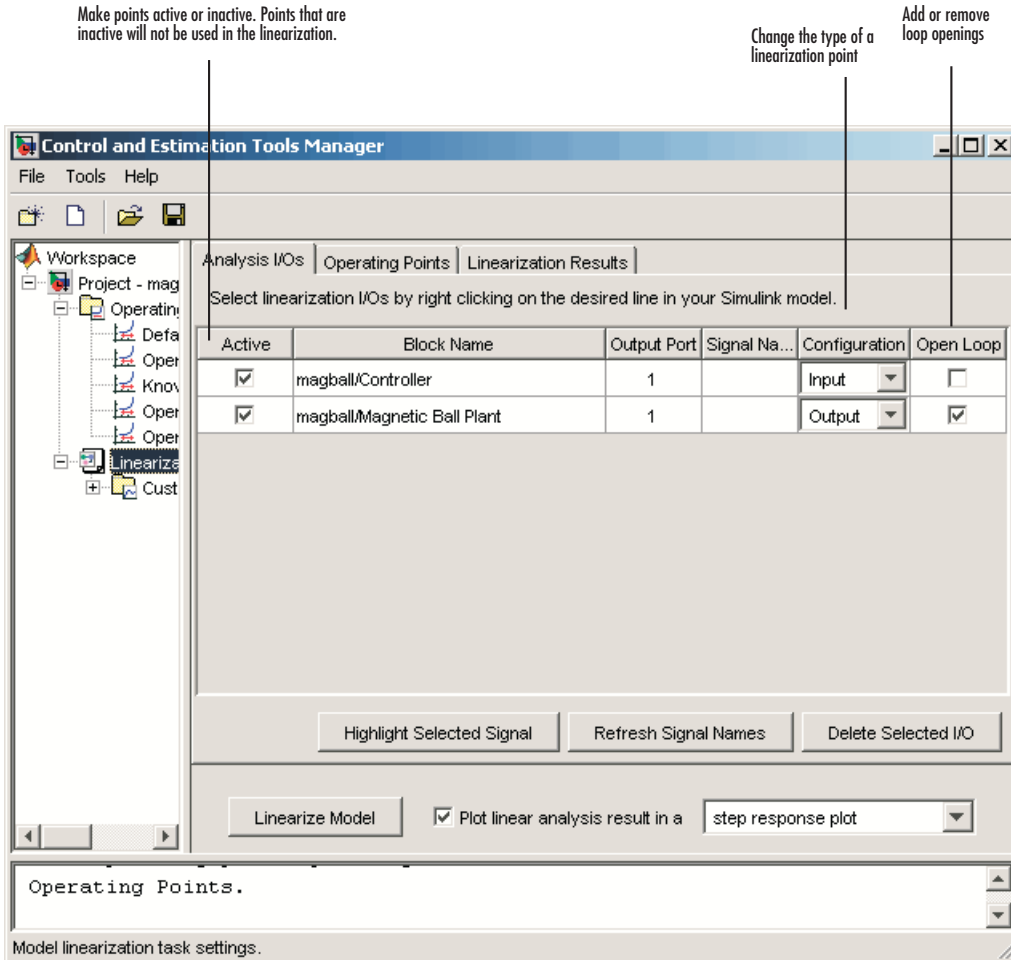 Make points active or inactive. Points that are
inactive will not be used in the linearization.
Change the type of a
linearization point
Add or remove
loop openings
Control and Estimation Tools Manager
File Tools Help
Workspace
Project - mag
Operating
Defa
Oper
Knov
Oper
Oper
Lineariza
Cust
Analysis I/Os Operating Points Linearization Results
Select linearization I/Os by right clicking on the desired line in your Simulink model.
Active Block Name Output Port Signal Na... Configuration Open Loop
magball/Controller 1 Input
magball/Magnetic Ball Plant 1 Output
Highlight Selected Signal Refresh Signal Names Delete Selected I/O
Linearize Model Plot linear analysis result in a step response plot
Operating Points.
Model linearization task settings.